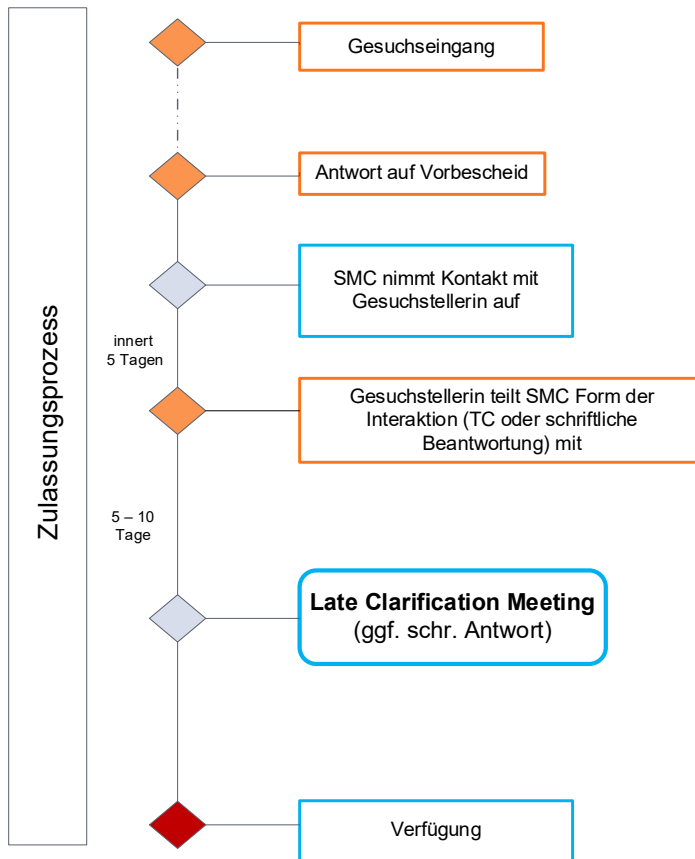 Zulassungsprozess
Gesuchseingang
Antwort auf Vorbescheid
SMC nimmt Kontakt mit
Gesuchstellerin auf
innert
5 Tagen
Gesuchstellerin teilt SMC Form der
Interaktion (TC oder schriftliche
Beantwortung) mit
5 – 10
Tage
Late Clarification Meeting
(ggf. schr. Antwort)
Verfügung